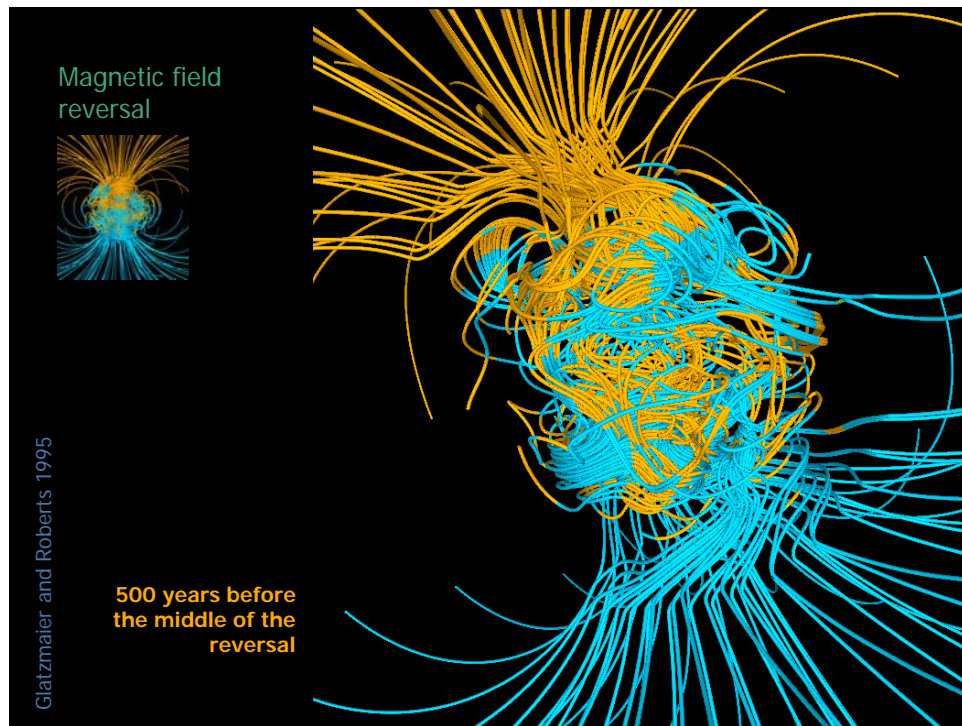 Magnetic field
reversal
500 years before
the middle of the
reversal
Glatzmaier and Roberts 1995